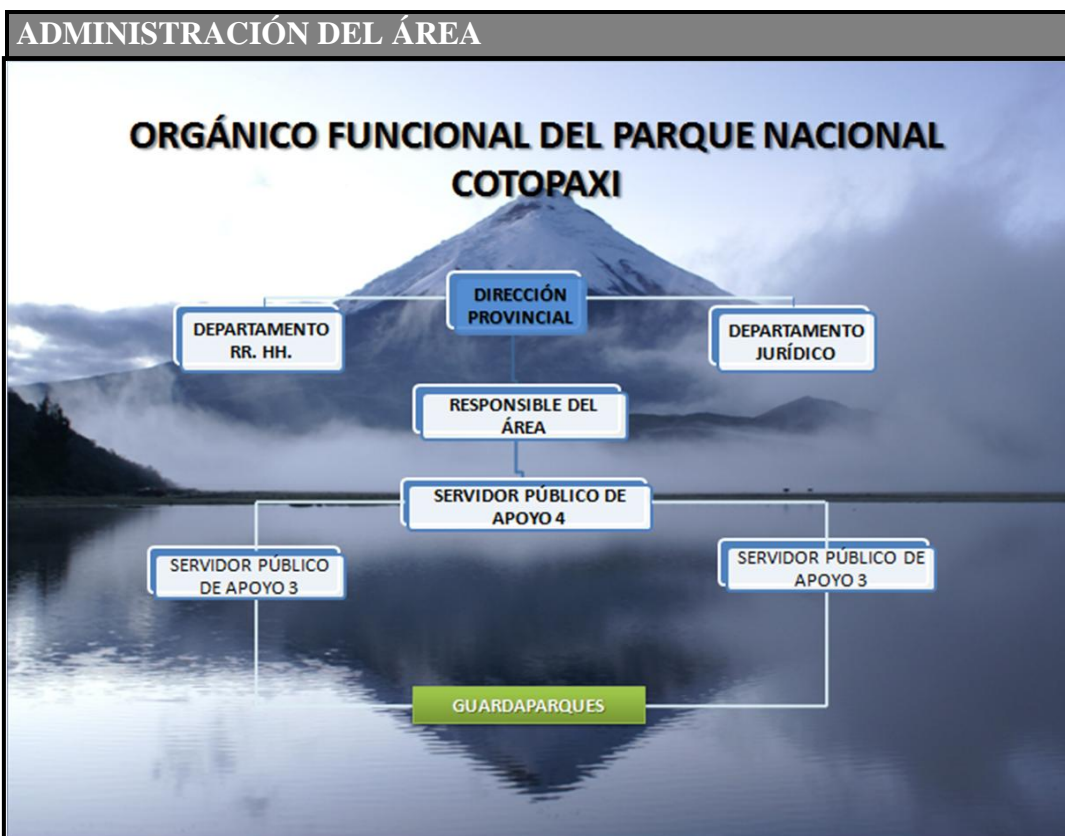 ADMINISTRACIÓN DEL ÁREA
ORGÁNICO FUNCIONAL DEL PARQUE NACIONAL
COTOPAXI
DIRECCIÓN
PROVINCIAL
DEPARTAMENTO
RR. HH.
DEPARTAMENTO
JURÍDICO
RESPONSIBLE DEL
ÁREA
SERVIDOR PÚBLICO DE
APOYO 4
SERVIDOR PÚBLICO
DE APOYO 3
SERVIDOR PÚBLICO DE
APOYO 3
GUARDAPARQUES